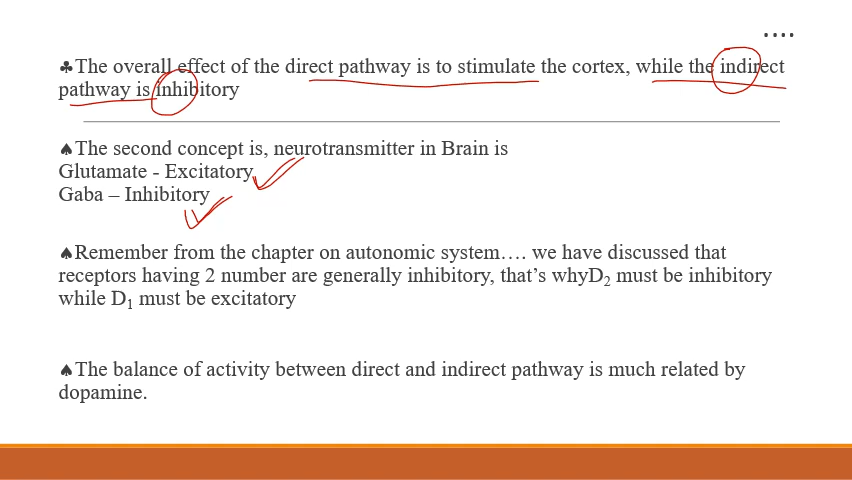 ....
♣The overall effect of the direct pathway is to stimulate the cortex, while the indirect
pathway is inhibitory
♠The second concept is, neurotransmitter in Brain is
Glutamate - Excitatory
Gaba – Inhibitory
♠Remember from the chapter on autonomic system…. we have discussed that
receptors having 2 number are generally inhibitory, that’s whyD₂ must be inhibitory
while D₁ must be excitatory
♠The balance of activity between direct and indirect pathway is much related by
dopamine.